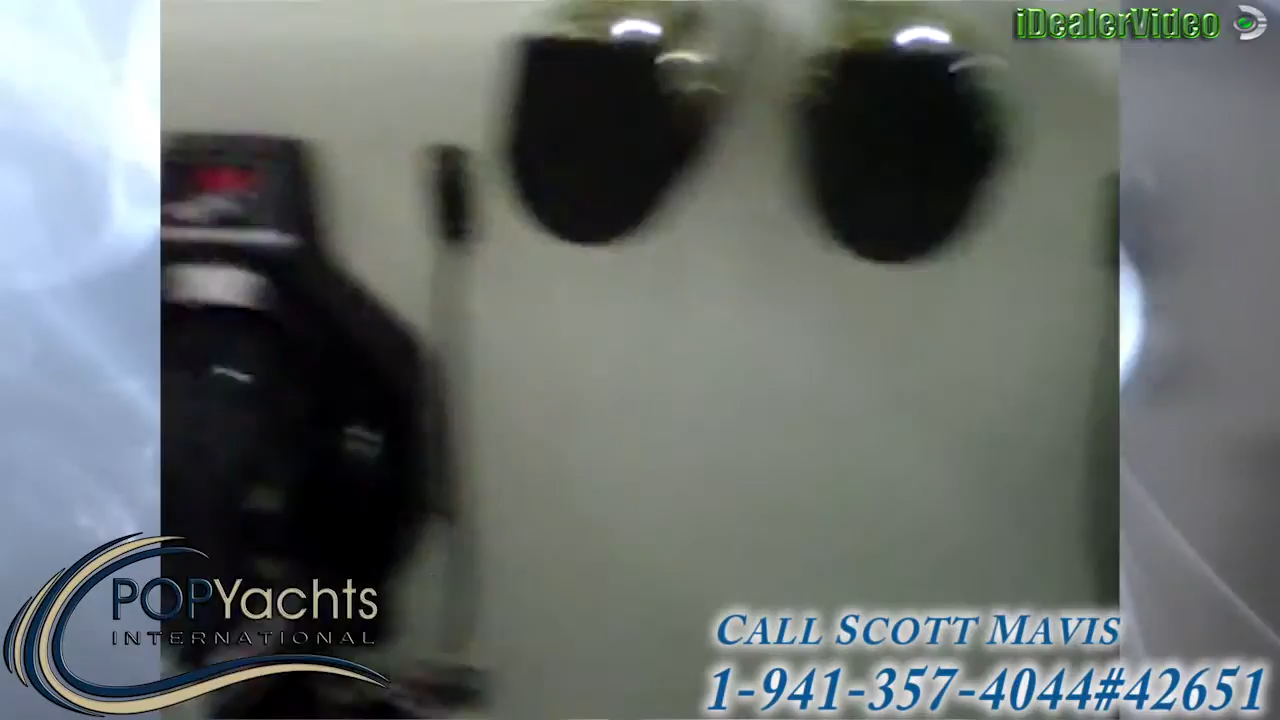 iDealerVideo
POPYachts
INTERNATIONAL
CALL SCOTT MAVIS
1-941-357-4044#42651